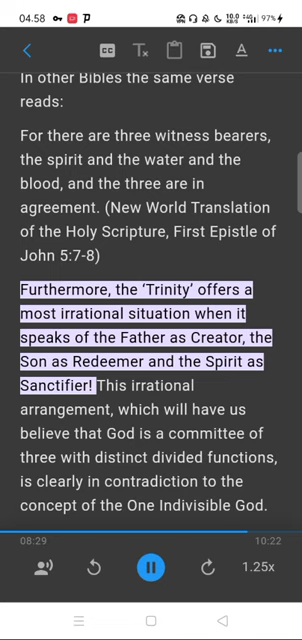 04.58
P
10.0
KB/S
97%
CC
A
In other Bibles the same verse
reads:
For there are three witness bearers,
the spirit and the water and the
blood, and the three are in
agreement. (New World Translation
of the Holy Scripture, First Epistle of
John 5:7-8)
Furthermore, the ‘Trinity’ offers a
most irrational situation when it
speaks of the Father as Creator, the
Son as Redeemer and the Spirit as
Sanctifier! This irrational
arrangement, which will have us
believe that God is a committee of
three with distinct divided functions,
is clearly in contradiction to the
concept of the One Indivisible God.
08:29
10:22
1.25x